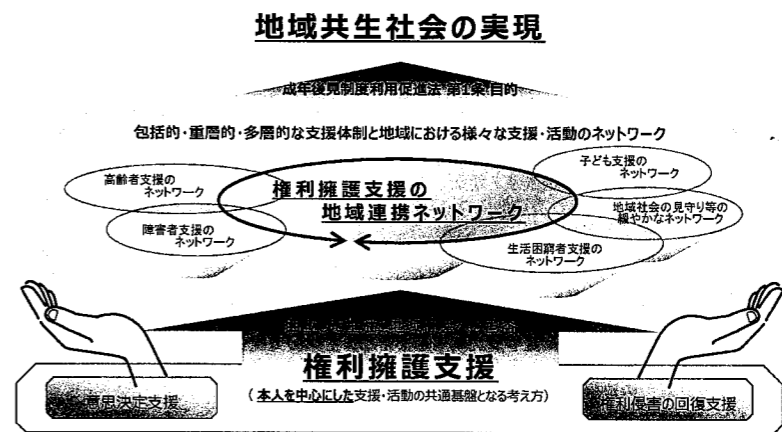 地域共生社会の実現
成年後見制度利用促進法 第1条 目的
包括的・重層的・多層的な支援体制と地域における様々な支援・活動のネットワーク
高齢者支援の
ネットワーク
障害者支援の
ネットワーク
権利擁護支援の
地域連携ネットワーク
子ども支援の
ネットワーク
地域社会の見守り等の
緩やかなネットワーク
生活困窮者支援の
ネットワーク
権利擁護支援
（本人を中心にした支援・活動の共通基盤となる考え方）
意思決定支援
権利侵害の回復支援